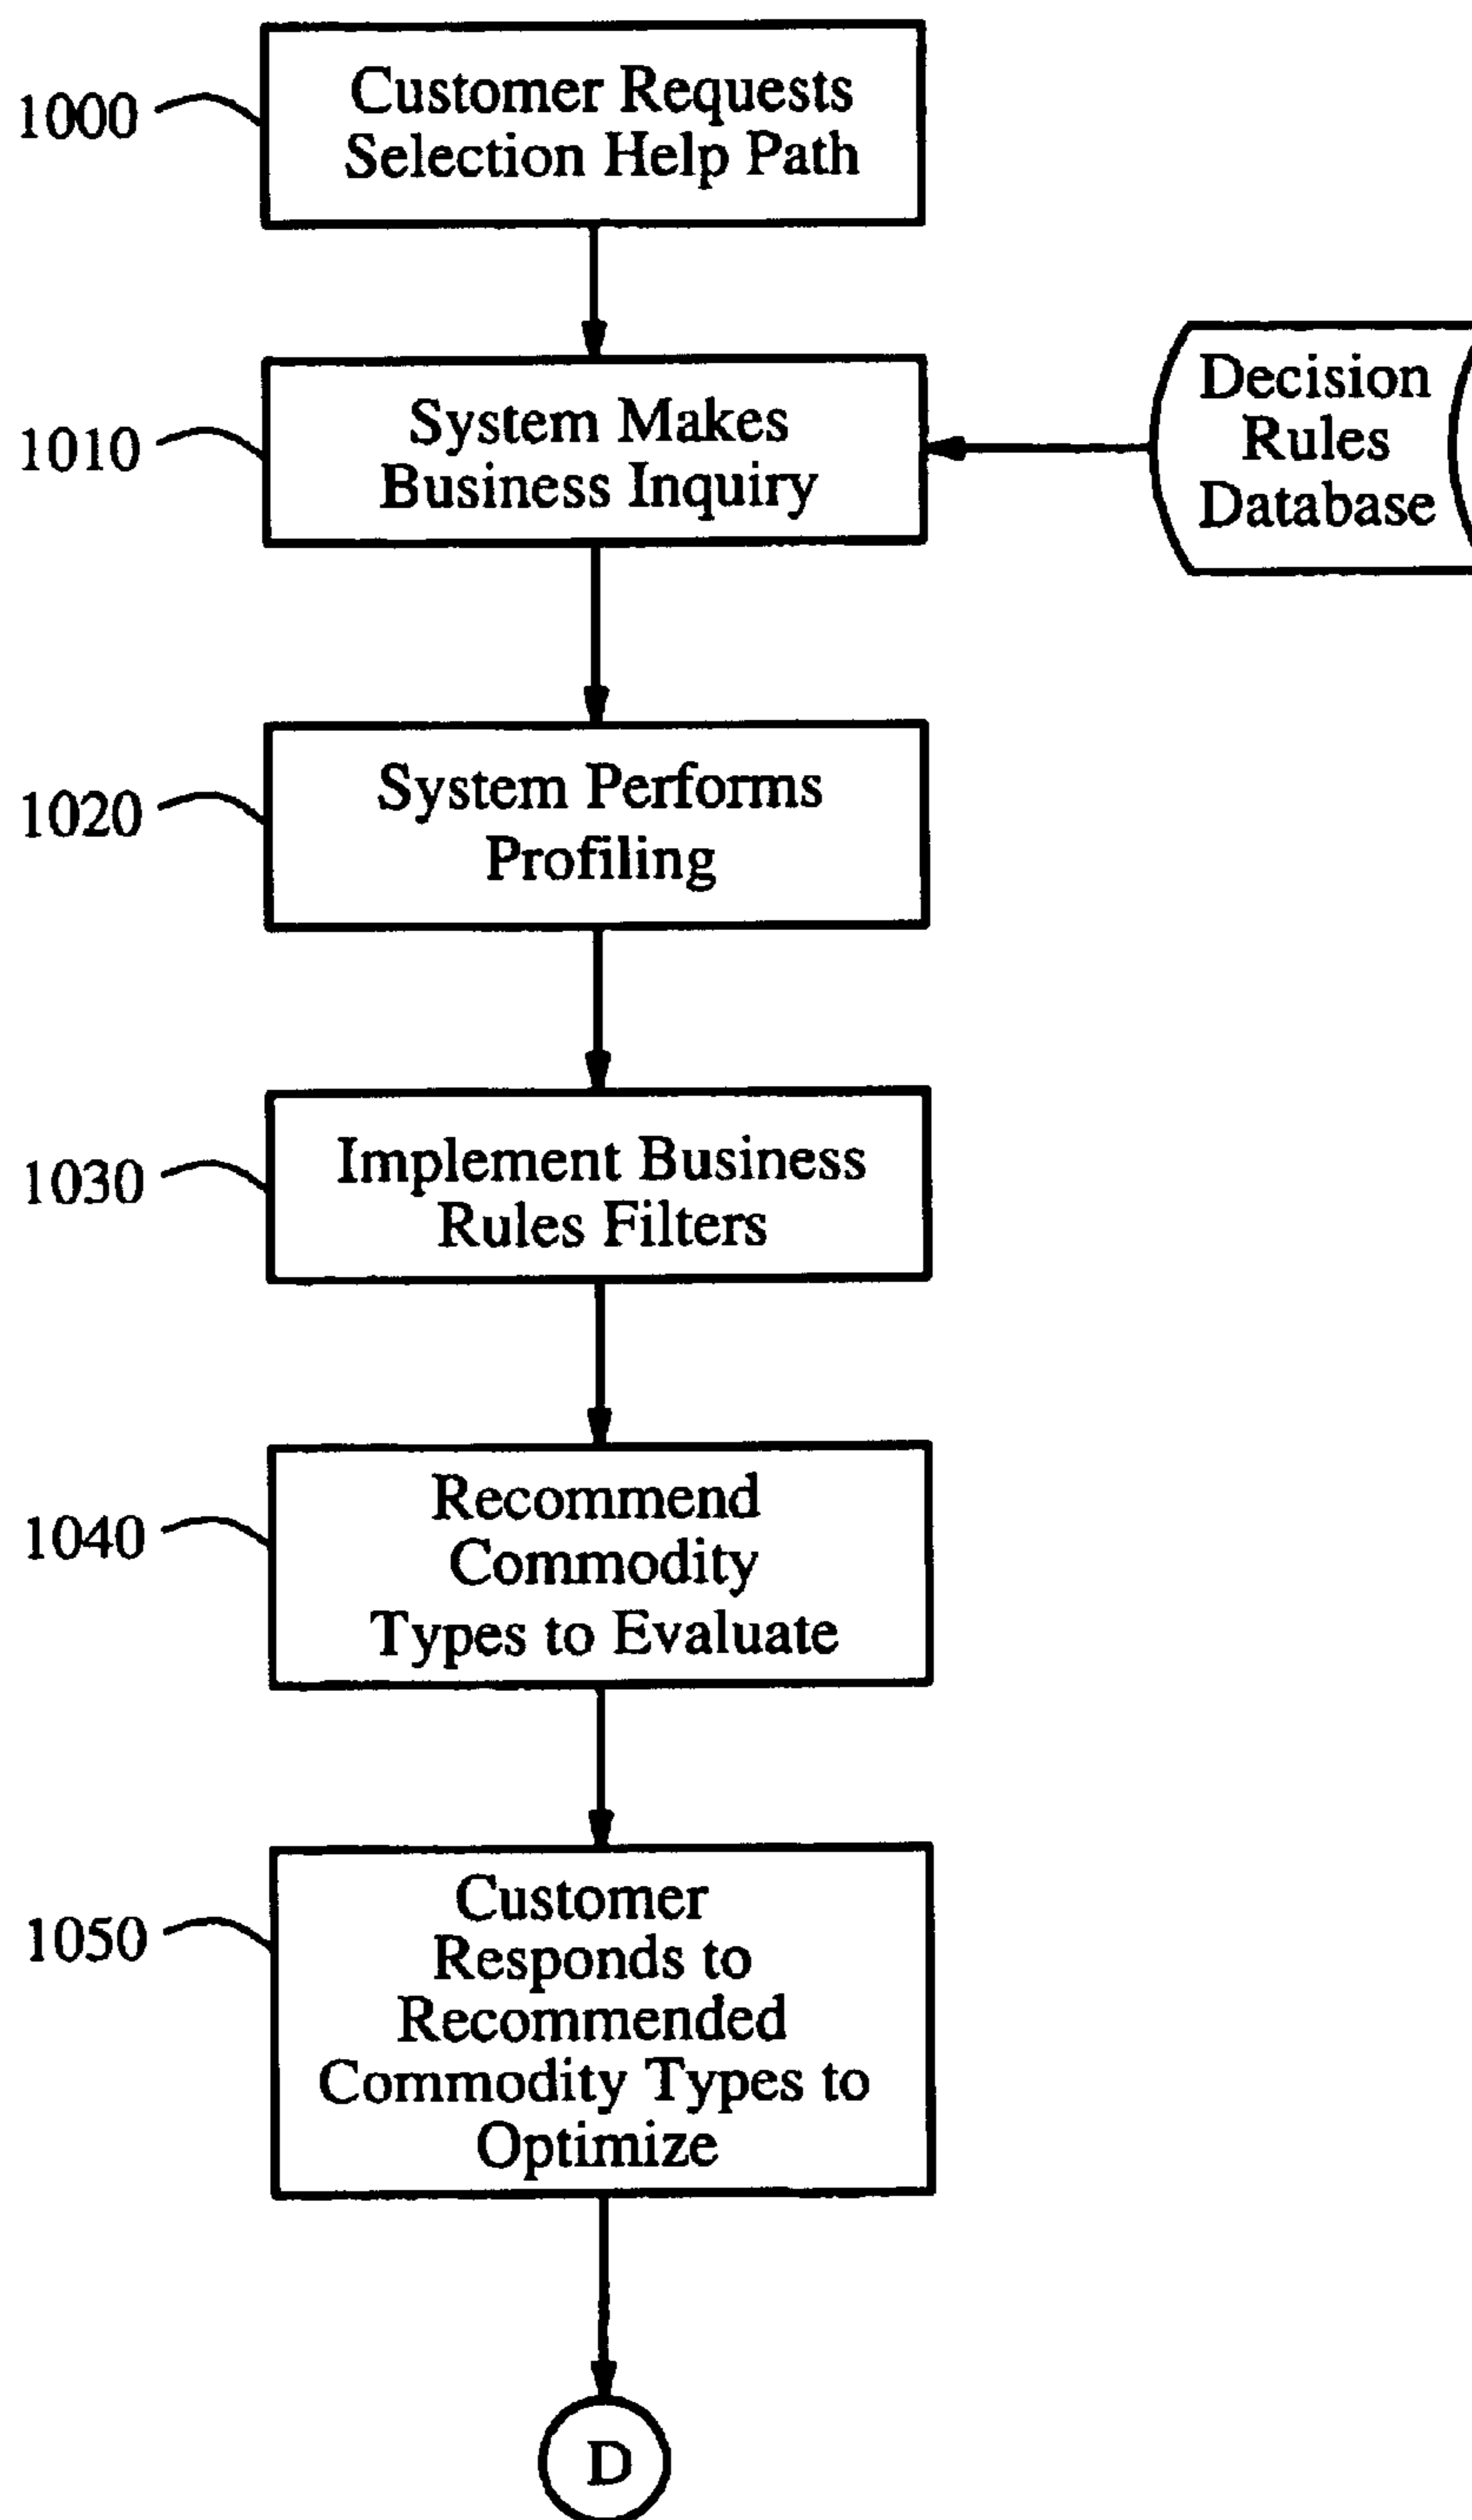 1000
Customer Requests
Selection Help Path
1010
System Makes
Business Inquiry
Decision
Rules
Database
1020
System Performs
Profiling
1030
Implement Business
Rules Filters
1040
Recommend
Commodity
Types to Evaluate
1050
Customer
Responds to
Recommended
Commodity Types to
Optimize
D